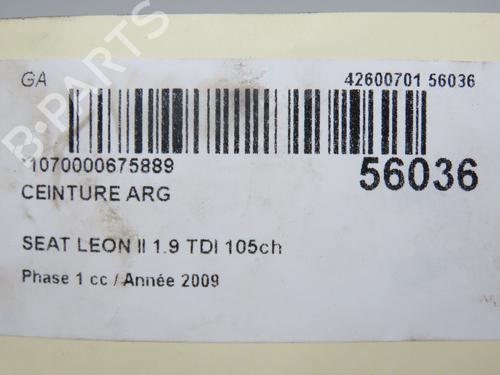 GA
42600701 56036
*1070000675889
56036
CEINTURE ARG
SEAT LEON II 1.9 TDI 105ch
Phase 1 cc / Année 2009
B-PARTS